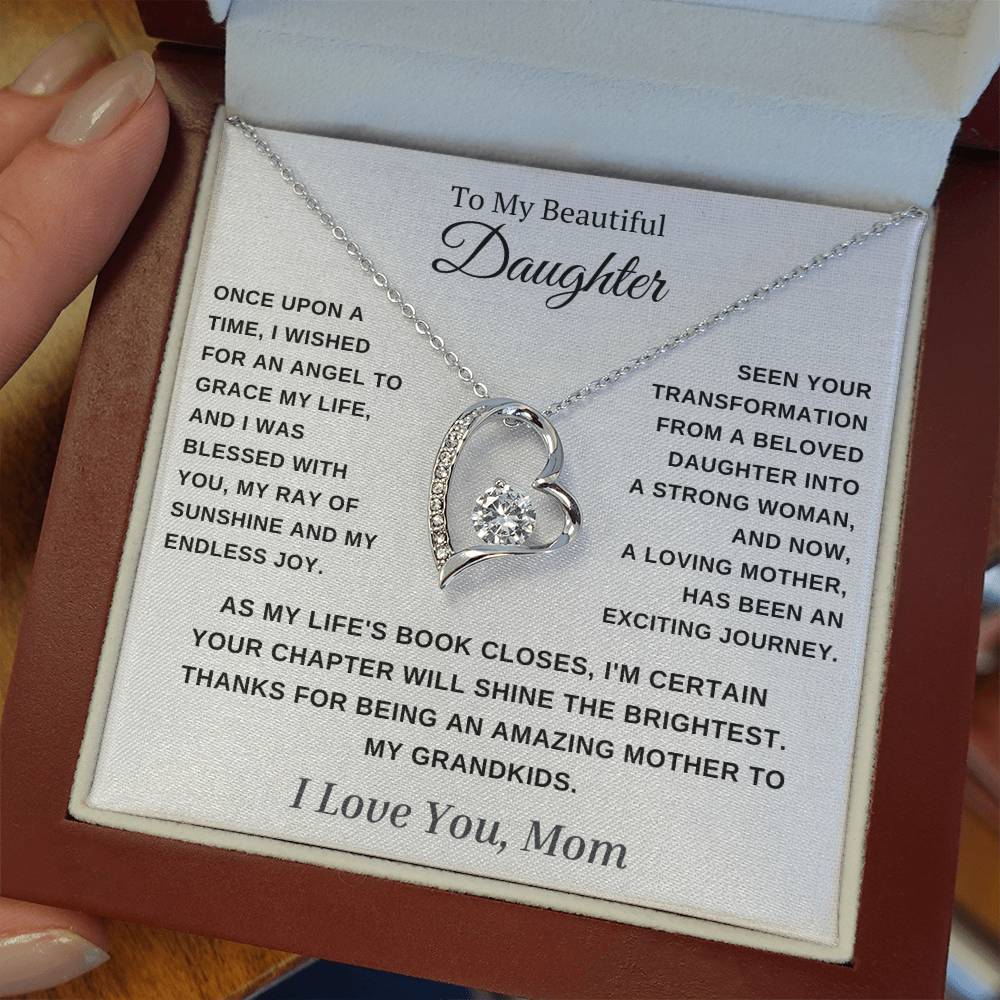 To My Beautiful
Daughter
ONCE UPON A
TIME, I WISHED
FOR AN ANGEL TO
GRACE MY LIFE,
AND I WAS
BLESSED WITH
YOU, MY RAY OF
SUNSHINE AND MY
ENDLESS JOY.
SEEN YOUR
TRANSFORMATION
FROM A BELOVED
DAUGHTER INTO
A STRONG WOMAN,
AND NOW,
A LOVING MOTHER,
HAS BEEN AN
EXCITING JOURNEY.
AS MY LIFE'S BOOK CLOSES, I'M CERTAIN
YOUR CHAPTER WILL SHINE THE BRIGHTEST.
THANKS FOR BEING AN AMAZING MOTHER TO
MY GRANDKIDS.
I Love You, Mom